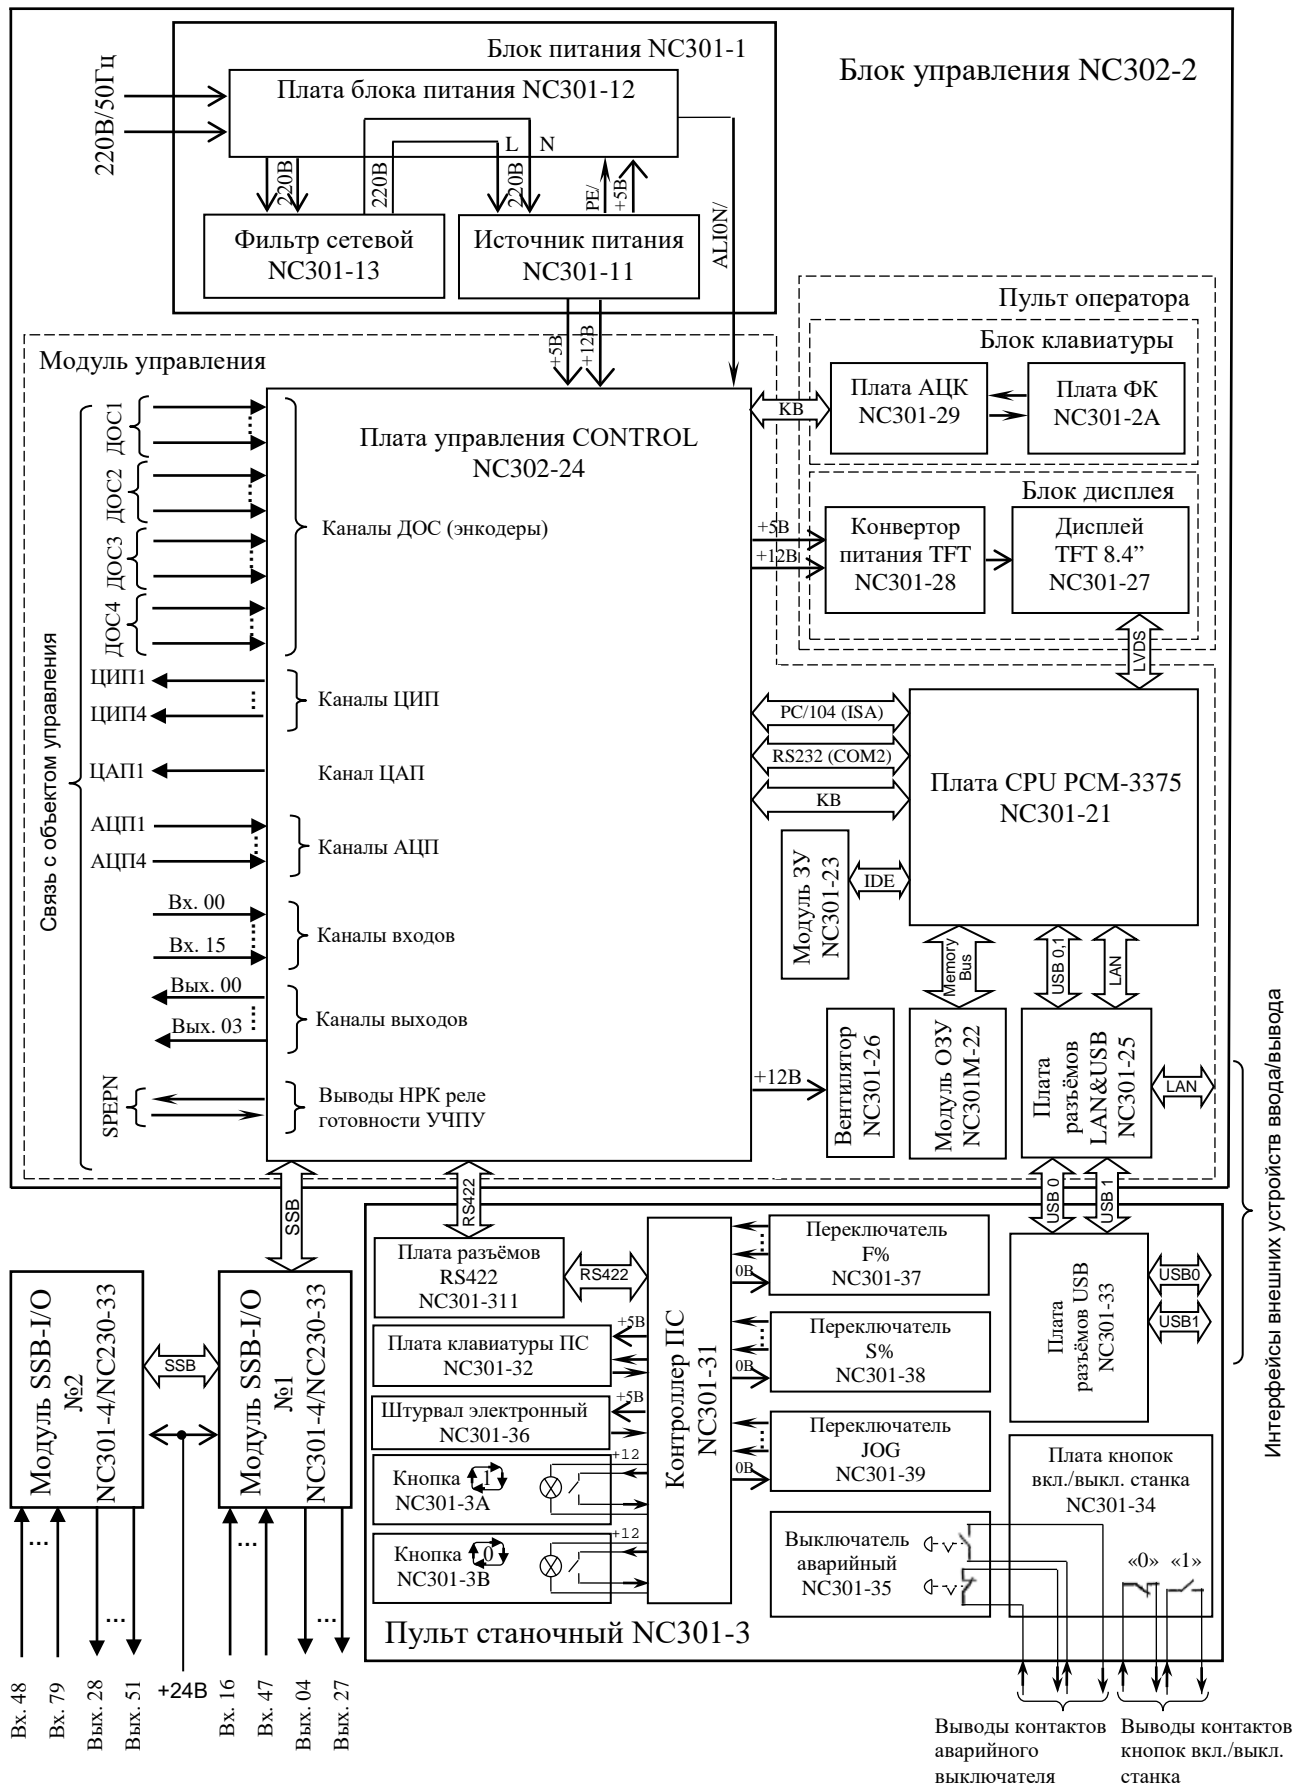 Блок питания NC301-1
Блок управления NC302-2
220В/50Гц
Плата блока питания NC301-12
L N
220В
220В
220В
PE/
+5В
ALI0N/
Фильтр сетевой
NC301-13
Источник питания
NC301-11
+5В
+12В
Пульт оператора
Блок клавиатуры
Плата АЦК
NC301-29
Плата ФК
NC301-2A
KB
Блок дисплея
Конвертор
питания TFT
NC301-28
Дисплей
TFT 8.4”
NC301-27
+5В
+12В
LVDS
Модуль управления
Плата управления CONTROL
NC302-24
Связь с объектом управления
ДОС1
ДОС2
ДОС3
ДОС4
Каналы ДОС (энкодеры)
ЦИП1
ЦИП4
Каналы ЦИП
ЦАП1
Канал ЦАП
АЦП1
АЦП4
Каналы АЦП
Вх. 00
Вх. 15
Каналы входов
Вых. 00
Вых. 03
Каналы выходов
SPEPN
Выводы НРК реле
готовности УЧПУ
PC/104 (ISA)
RS232 (COM2)
KB
Плата CPU PCM-3375
NC301-21
Модуль ЗУ
NC301-23
IDE
Memory
Bus
USB 0,1
LAN
+12В
Вентилятор
NC301-26
Модуль ОЗУ
NC301M-22
Плата
разъёмов
LAN&USB
NC301-25
LAN
Интерфейсы внешних устройств ввода/вывода
SSB
RS422
USB 0
USB 1
Модуль SSB-I/O
№2
NC301-4/NC230-33
SSB
Модуль SSB-I/O
№1
NC301-4/NC230-33
...
...
...
...
Вх. 48
Вх. 79
Вых. 28
Вых. 51
+24В
Вх. 16
Вх. 47
Вых. 04
Вых. 27
Плата разъёмов
RS422
NC301-311
RS422
Плата клавиатуры ПС
NC301-32
+5В
Штурвал электронный
NC301-36
+5В
Кнопка 1
NC301-3A
+12
Кнопка 0
NC301-3B
+12
Контроллер ПС
NC301-31
Переключатель
F%
NC301-37
0В
Переключатель
S%
NC301-38
0В
Переключатель
JOG
NC301-39
0В
Плата
разъёмов USB
NC301-33
USB0
USB1
Плата кнопок
вкл./выкл. станка
NC301-34
«0» «1»
Выключатель
аварийный
NC301-35
Пульт станочный NC301-3
Выводы контактов
аварийного
выключателя
Выводы контактов
кнопок вкл./выкл.
станка